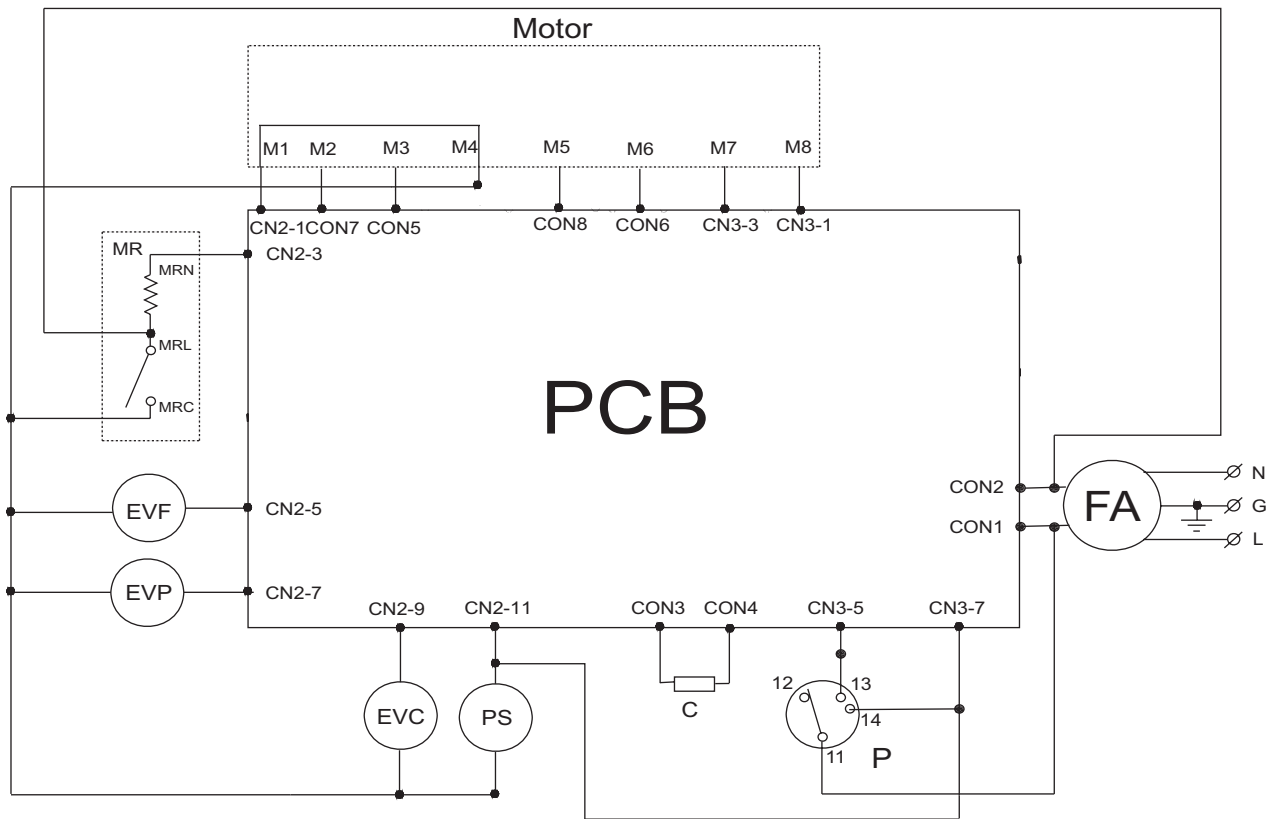 Motor
M1 M2 M3 M4 M5 M6 M7 M8
CN2-1 CON7 CON5 CON8 CON6 CN3-3 CN3-1
MR
CN2-3
MRN
MRL
MRC
PCB
CON2
CON1
FA
N
G
L
EVF
CN2-5
EVP
CN2-7
CN2-9 CN2-11 CON3 CON4 CN3-5 CN3-7
12 13
14
11
EVC
PS
C
P